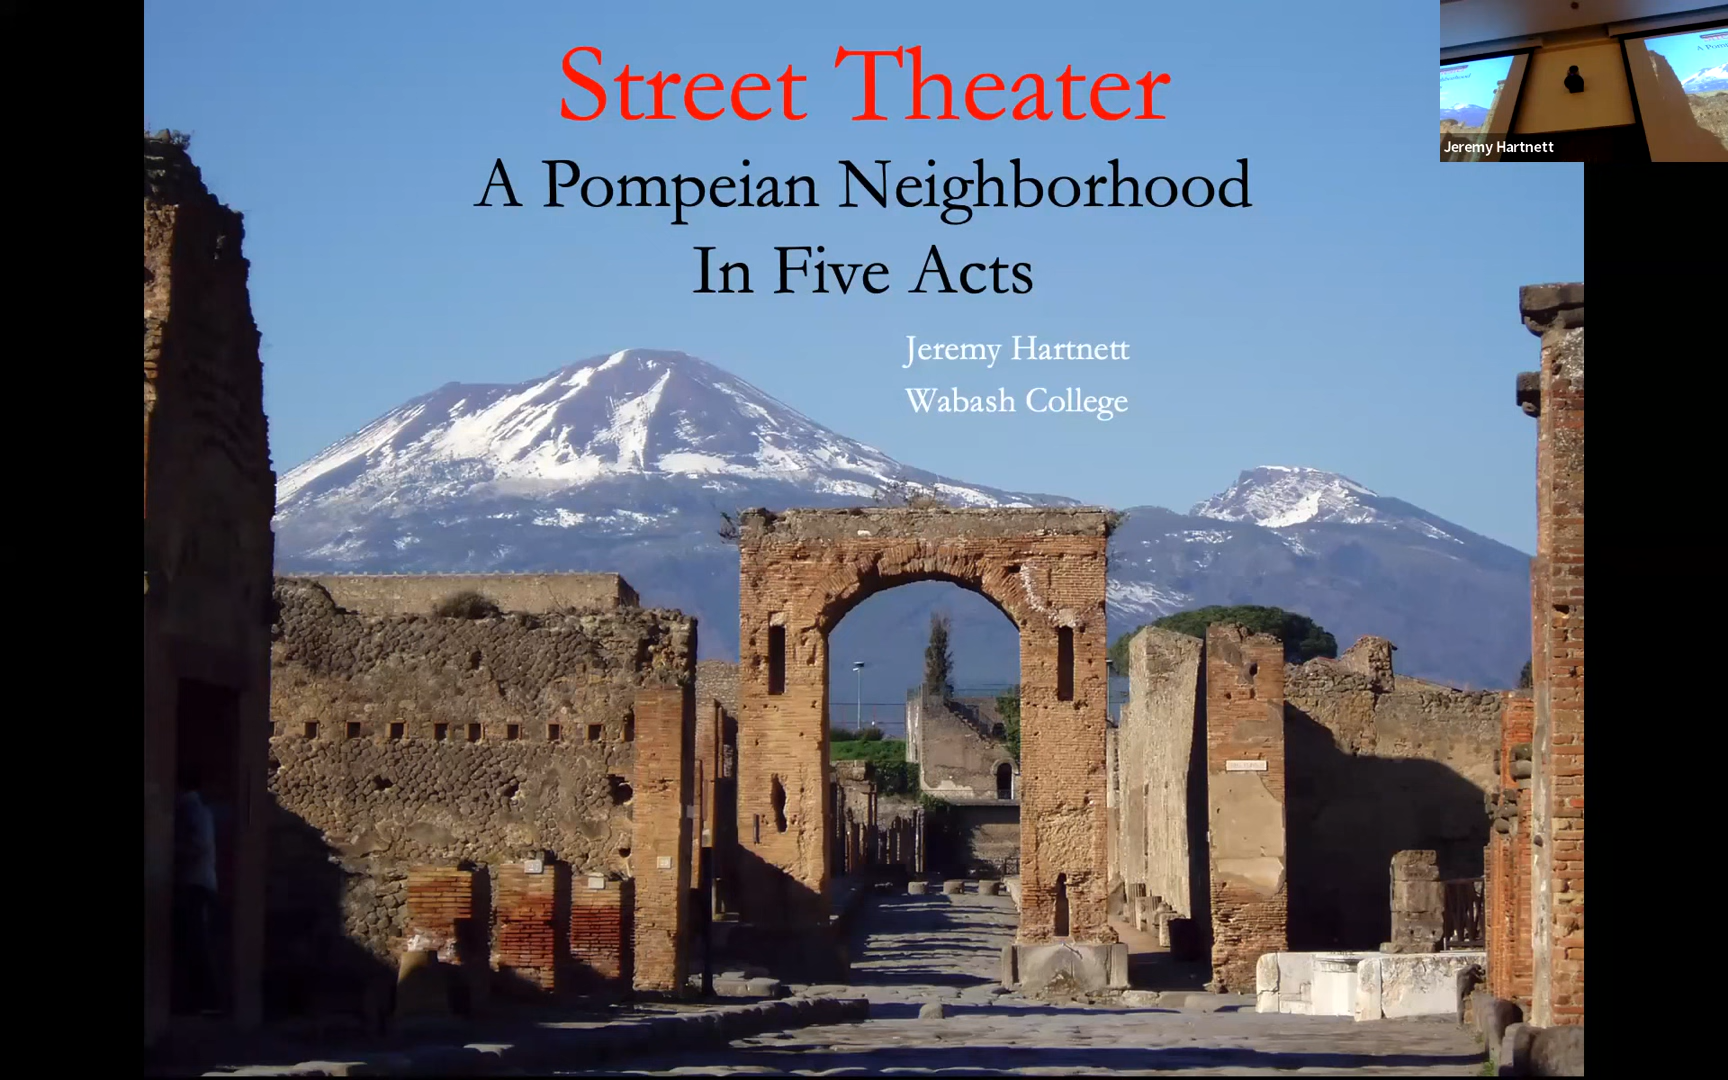 Street Theater
A Pompeian Neighborhood
In Five Acts
Jeremy Hartnett
Wabash College
Jeremy Hartnett